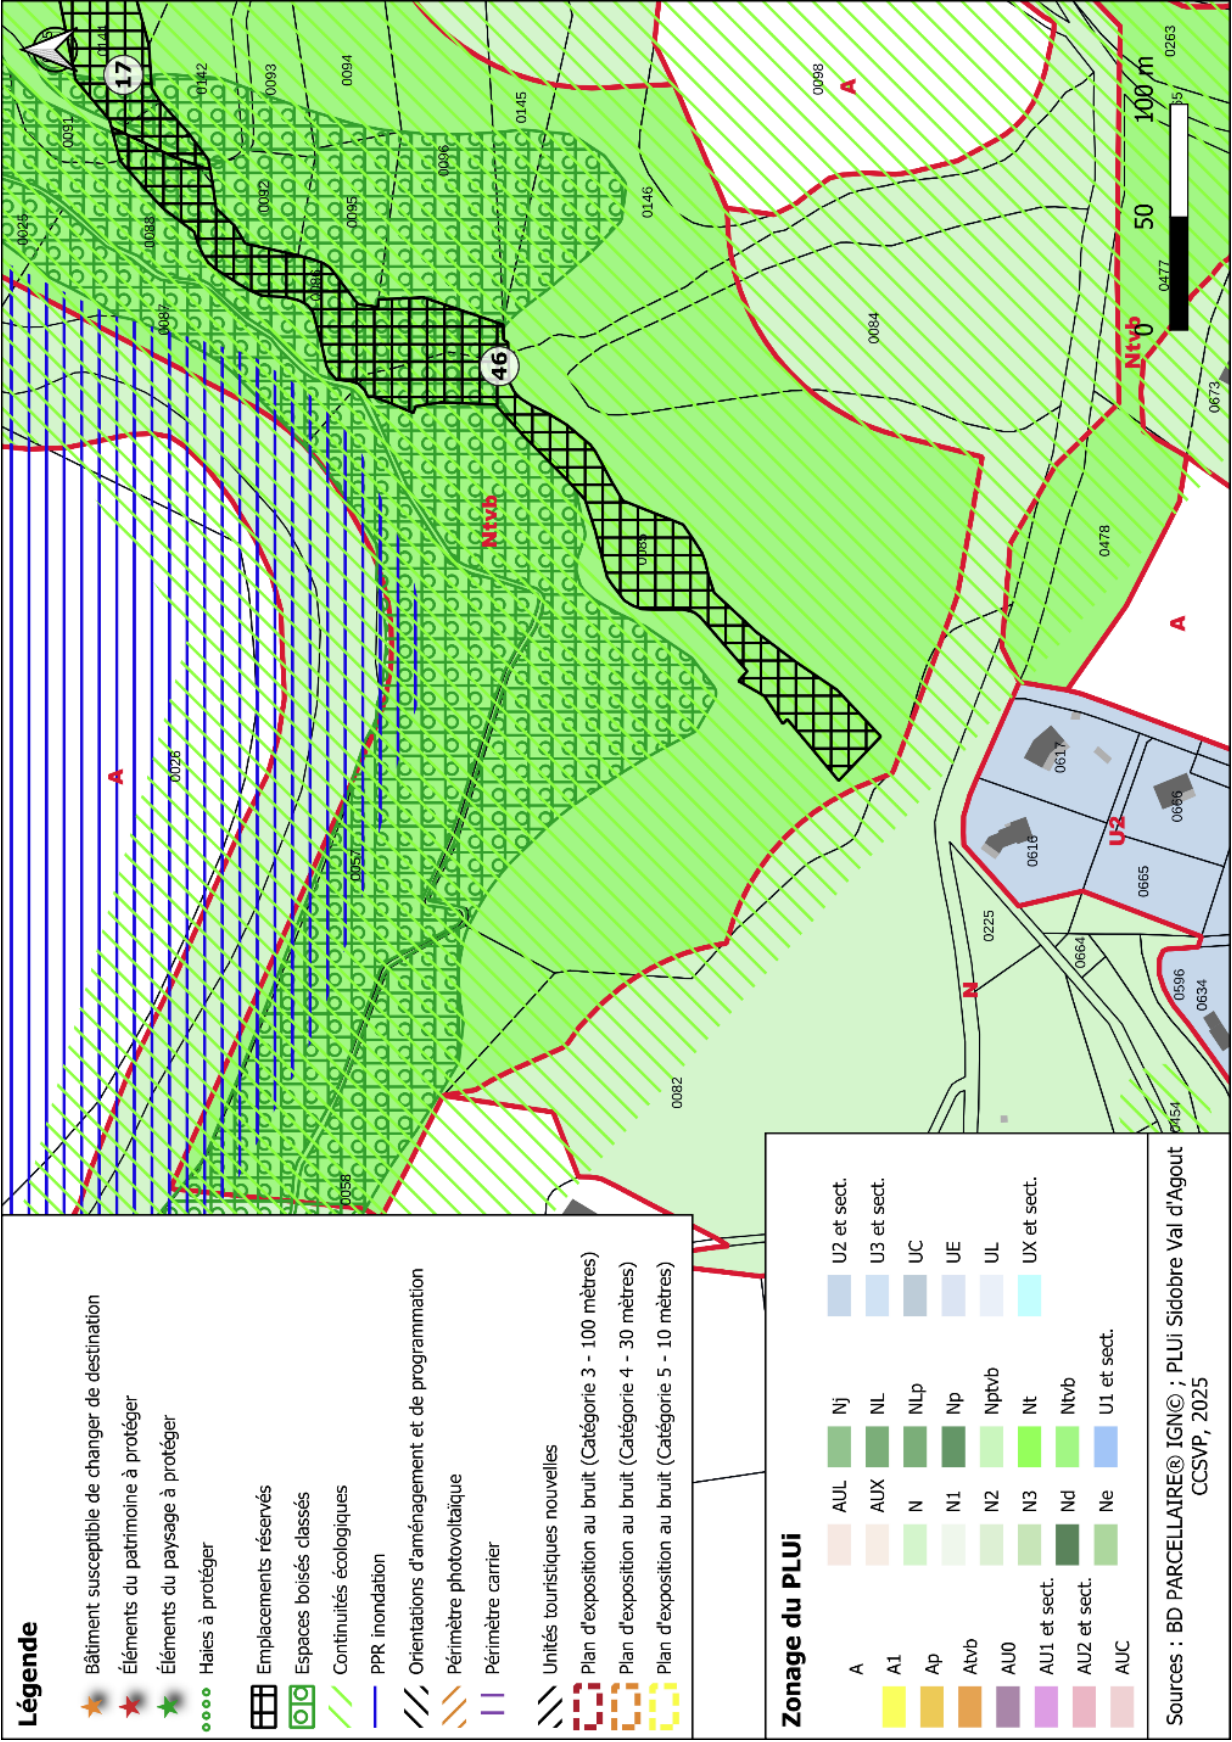 Légende
Bâtiment susceptible de changer de destination
Éléments du patrimoine à protéger
Éléments du paysage à protéger
Haies à protéger
Emplacements réservés
Espaces boisés classés
Continuités écologiques
PPR inondation
Orientations d'aménagement et de programmation
Périmètre photovoltaïque
Périmètre carrier
Unités touristiques nouvelles
Plan d'exposition au bruit (Catégorie 3 - 100 mètres)
Plan d'exposition au bruit (Catégorie 4 - 30 mètres)
Plan d'exposition au bruit (Catégorie 5 - 10 mètres)
Zonage du PLUi
A
A1
Ap
Atvb
AU0
AU1 et sect.
AU2 et sect.
AUC
AUL
AUX
N
N1
N2
N3
Nd
Ne
Nj
NL
NLp
Np
Nptvb
Nt
Ntvb
U1 et sect.
U2 et sect.
U3 et sect.
UC
UE
UL
UX et sect.
Sources : BD PARCELLAIRE® IGN© ; PLUi Sidobre Val d'Agout
CCSVP, 2025
0058
0057
0026
A
0087
0088
0025
0091
0141
17
0142
0093
0094
0092
0095
0096
0145
0086
46
Ntvb
0085
0146
0098
A
0084
0082
N
0225
0664
0596
0634
0454
0616
0617
U2
0665
0666
0478
A
0673
Ntvb
0477
0263
0
50
100 m